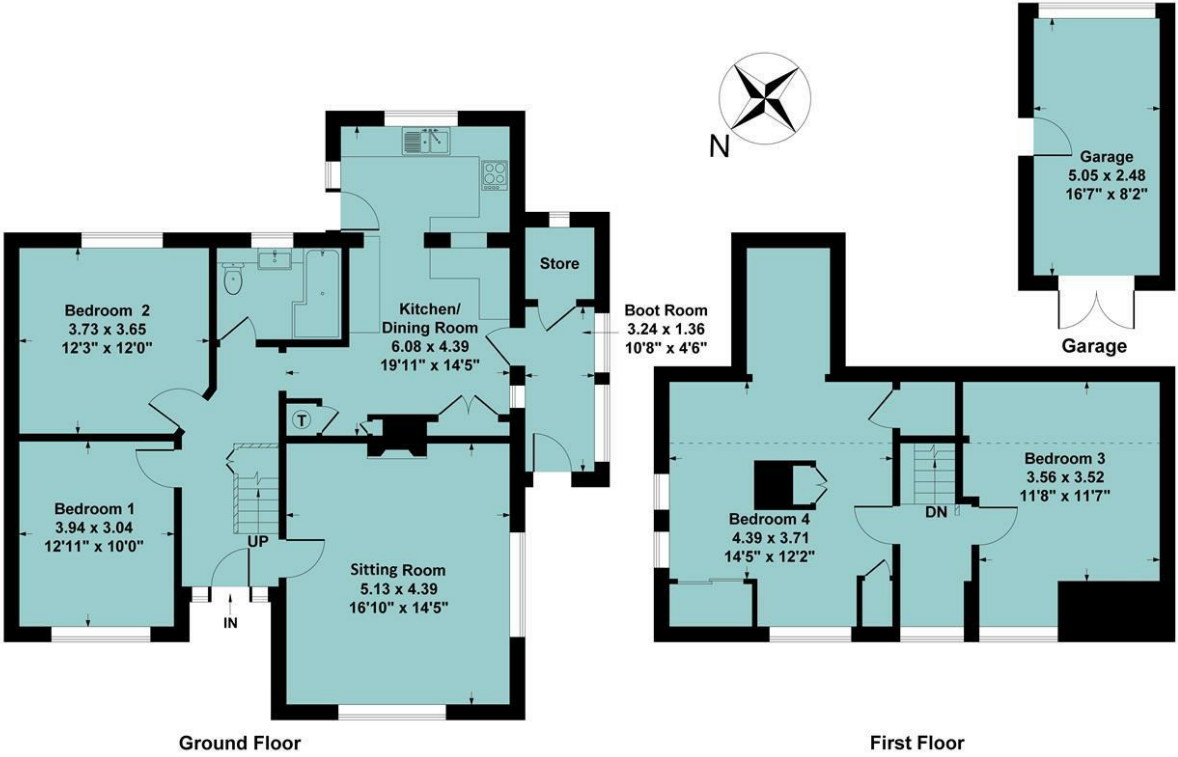 N
Garage
5.05 x 2.48
16'7" x 8'2"
Garage
Store
Boot Room
3.24 x 1.36
10'8" x 4'6"
Kitchen/
Dining Room
6.08 x 4.39
19'11" x 14'5"
Bedroom 2
3.73 x 3.65
12'3" x 12'0"
T
Bedroom 1
3.94 x 3.04
12'11" x 10'0"
UP
IN
Sitting Room
5.13 x 4.39
16'10" x 14'5"
Ground Floor
Bedroom 3
3.56 x 3.52
11'8" x 11'7"
DN
Bedroom 4
4.39 x 3.71
14'5" x 12'2"
First Floor